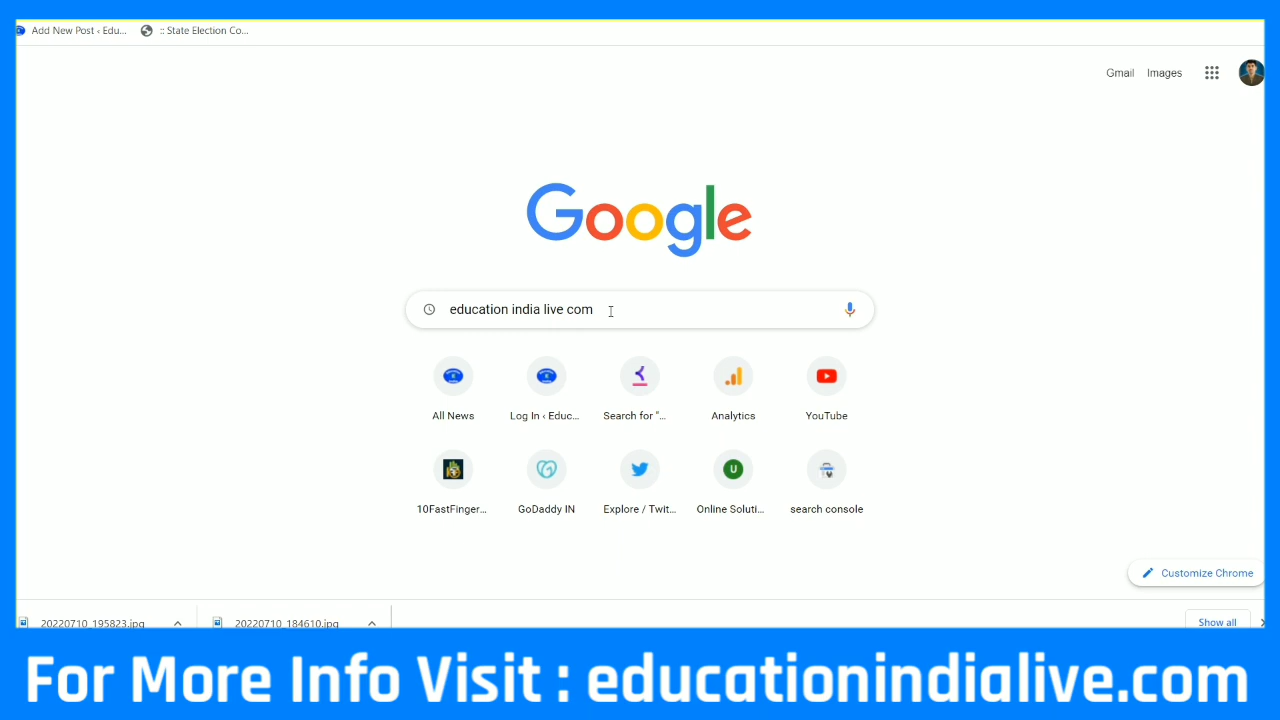 Add New Post ‹ Edu...
:: State Election Co...
Gmail
Images
Google
education india live com
All News
Log In ‹ Educ...
Search for "...
Analytics
YouTube
10FastFinger...
GoDaddy IN
Explore / Twit...
U
Online Soluti...
search console
Customize Chrome
20220710_195823.jpg
20220710_184610.jpg
Show all
For More Info Visit : educationindialive.com